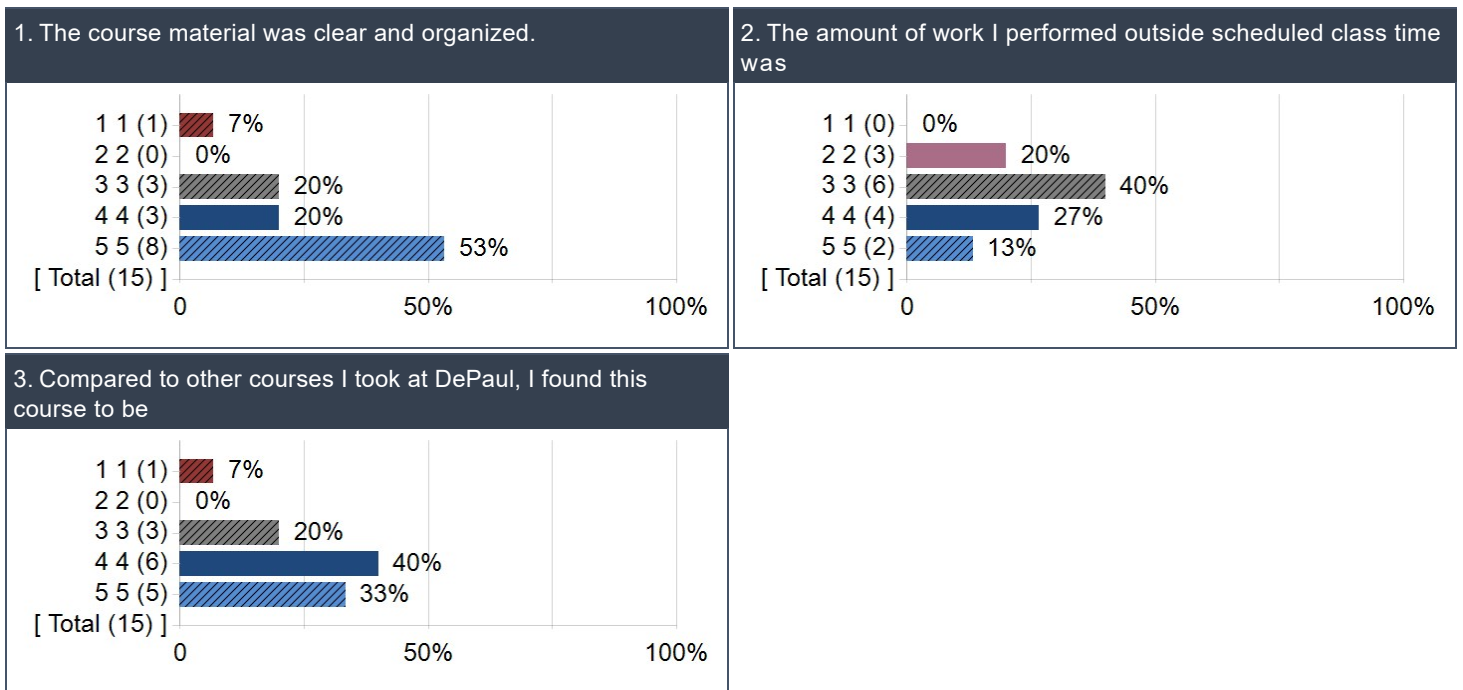 1. The course material was clear and organized.
1 1 (1) 7%
2 2 (0) 0%
3 3 (3) 20%
4 4 (3) 20%
5 5 (8) 53%
[ Total (15) ]
0 50% 100%
2. The amount of work I performed outside scheduled class time
was
1 1 (0) 0%
2 2 (3) 20%
3 3 (6) 40%
4 4 (4) 27%
5 5 (2) 13%
[ Total (15) ]
0 50% 100%
3. Compared to other courses I took at DePaul, I found this
course to be
1 1 (1) 7%
2 2 (0) 0%
3 3 (3) 20%
4 4 (6) 40%
5 5 (5) 33%
[ Total (15) ]
0 50% 100%